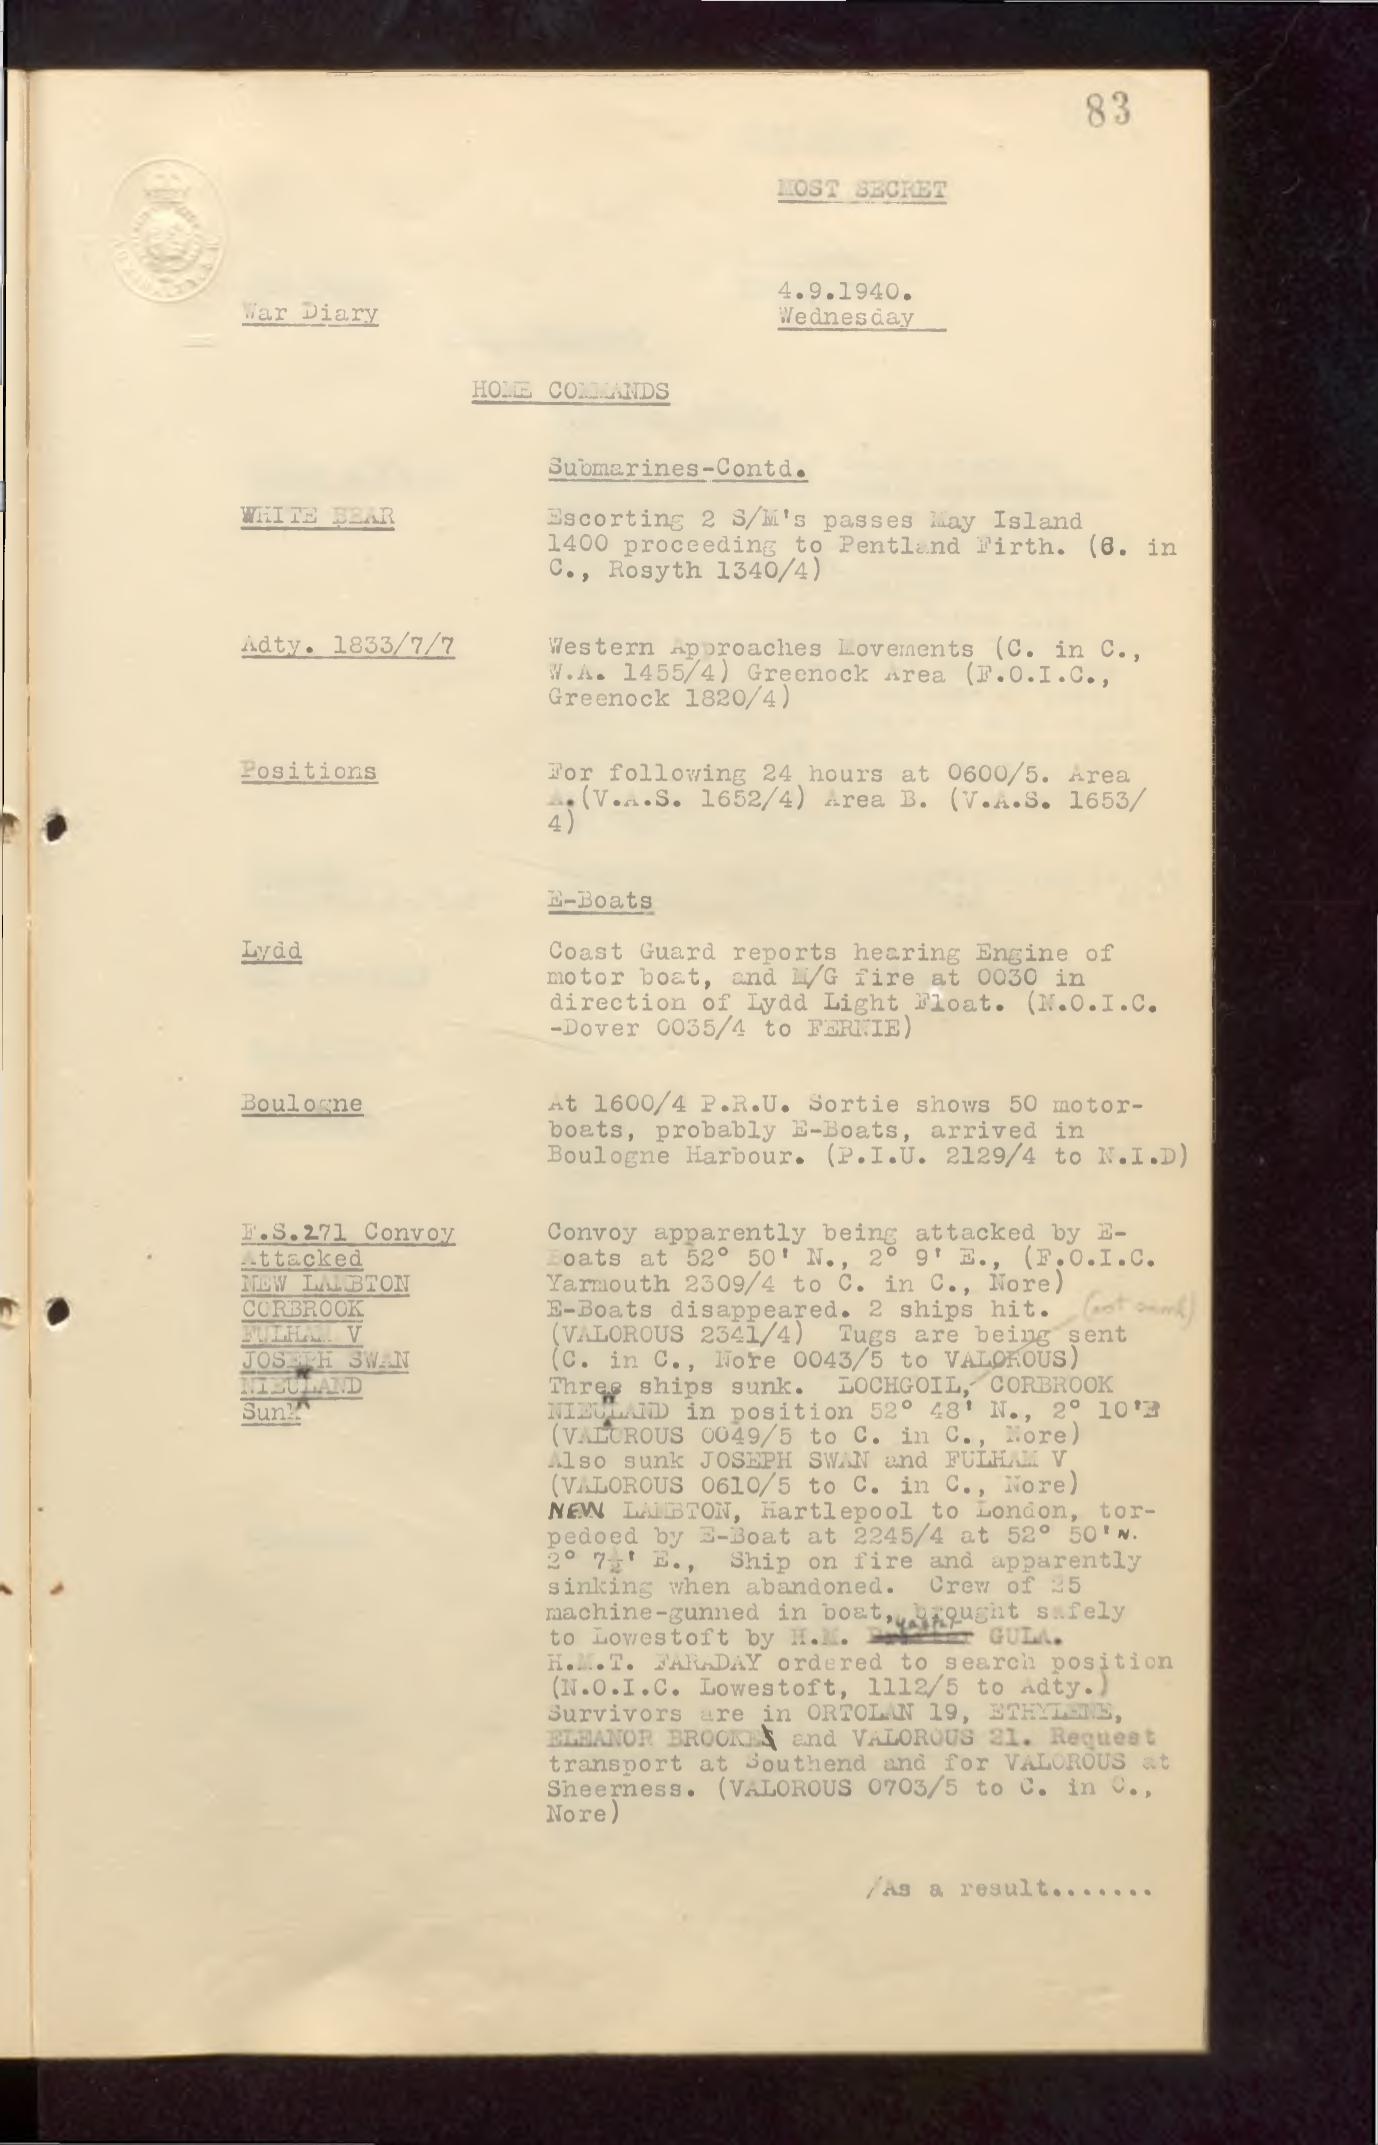 83
MOST SECRET
4.9.1940.
War Diary
Wednesday
HOME COMMANDS
Submarines-Contd.
WHITE BEAR
Escorting 2 S/M's passes May Island
1400 proceeding to Pentland Firth. (C. in
C., Rosyth 1340/4)
Adty. 1833/7/7
Western Approaches Movements (C. in C.,
W.A. 1455/4) Greenock Area (F.O.I.C.,
Greenock 1820/4)
Positions
For following 24 hours at 0600/5. Area
A.(V.A.S. 1652/4) Area B. (V.A.S. 1653/
4)
E-Boats
Lydd
Coast Guard reports hearing Engine of
motor boat, and M/G fire at 0030 in
direction of Lydd Light Float. (N.O.I.C.
-Dover 0035/4 to FERNIE)
Boulogne
At 1600/4 P.R.U. Sortie shows 50 motor-
boats, probably E-Boats, arrived in
Boulogne Harbour. (P.I.U. 2129/4 to N.I.D)
F.S.271 Convoy
Attacked
NEW LAMBTON
CORBROOK
FULHAM V
JOSEPH SWAN
NIEUWLAND
Sunk
Convoy apparently being attacked by E-
Boats at 52° 50' N., 2° 9' E., (F.O.I.C.
Yarmouth 2309/4 to C. in C., Nore)
E-Boats disappeared. 2 ships hit. (not sunk)
(VALOROUS 2341/4) Tugs are being sent
(C. in C., Nore 0043/5 to VALOROUS)
Three ships sunk. LOCHGOIL, CORBROOK
NIEUWLAND in position 52° 48' N., 2° 10'E
(VALOROUS 0049/5 to C. in C., Nore)
Also sunk JOSEPH SWAN and FULHAM V
(VALOROUS 0610/5 to C. in C., Nore)
NEW LAMBTON, Hartlepool to London, tor-
pedoed by E-Boat at 2245/4 at 52° 50' N.
2° 7½' E., Ship on fire and apparently
sinking when abandoned. Crew of 25
machine-gunned in boat, brought safely
to Lowestoft by H.M. Yacht GULA.
H.M.T. FARADAY ordered to search position
(N.O.I.C. Lowestoft, 1112/5 to Adty.)
Survivors are in ORTOLAN 19, ETHYLENE,
ELEANOR BROOKE and VALOROUS 21. Request
transport at Southend and for VALOROUS at
Sheerness. (VALOROUS 0703/5 to C. in C.,
Nore)
/As a result.......